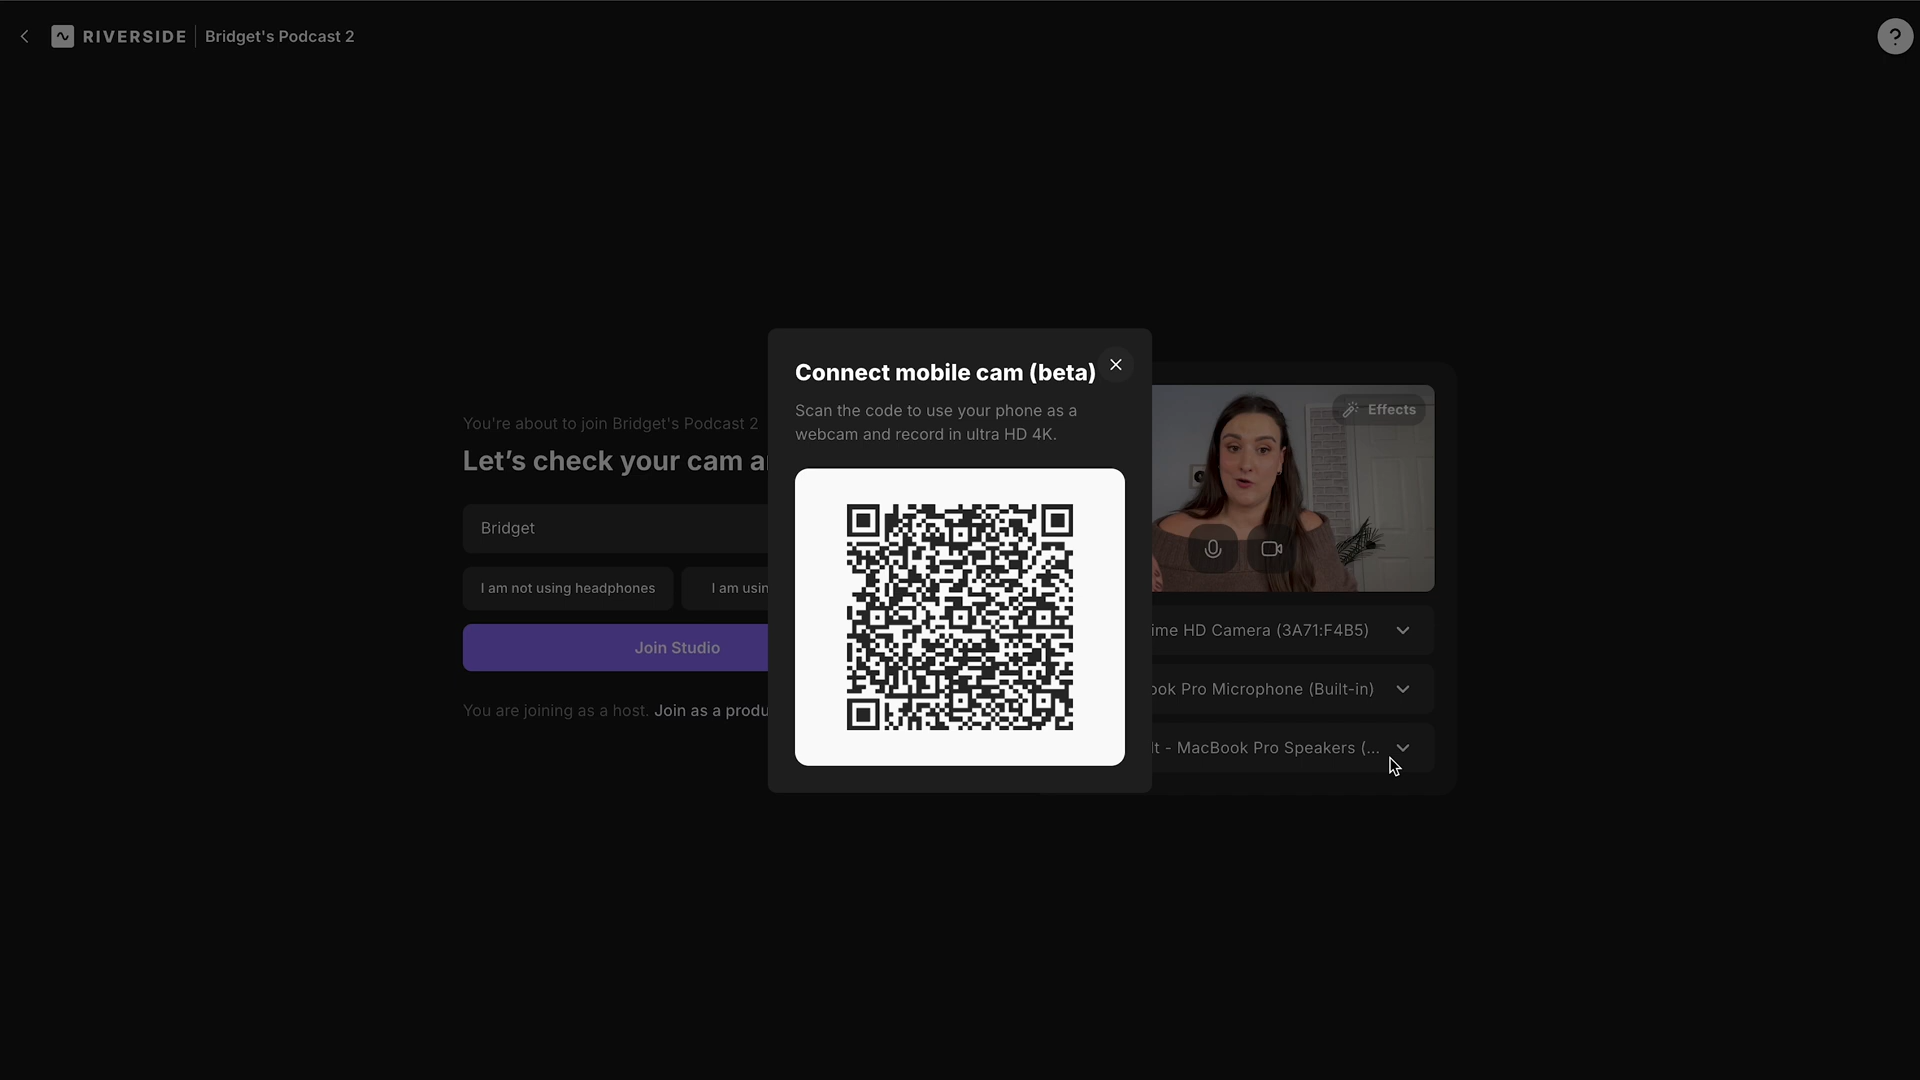 RIVERSIDE
Bridget's Podcast 2
?
Connect mobile cam (beta)
Scan the code to use your phone as a
webcam and record in ultra HD 4K.
You're about to join Bridget's Podcast 2
Let's check your cam a
Bridget
I am not using headphones
I am usin
Join Studio
You are joining as a host. Join as a produ
Effects
ime HD Camera (3A71:F4B5)
ook Pro Microphone (Built-in)
lt - MacBook Pro Speakers (...